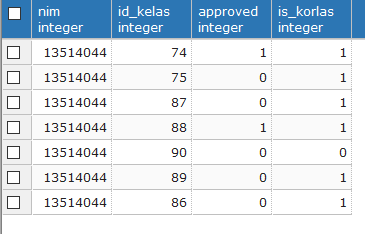 nim id_kelas approved is_korlas
integer integer integer integer
13514044 74 1 1
13514044 75 0 1
13514044 87 0 1
13514044 88 1 1
13514044 90 0 0
13514044 89 0 1
13514044 86 0 1